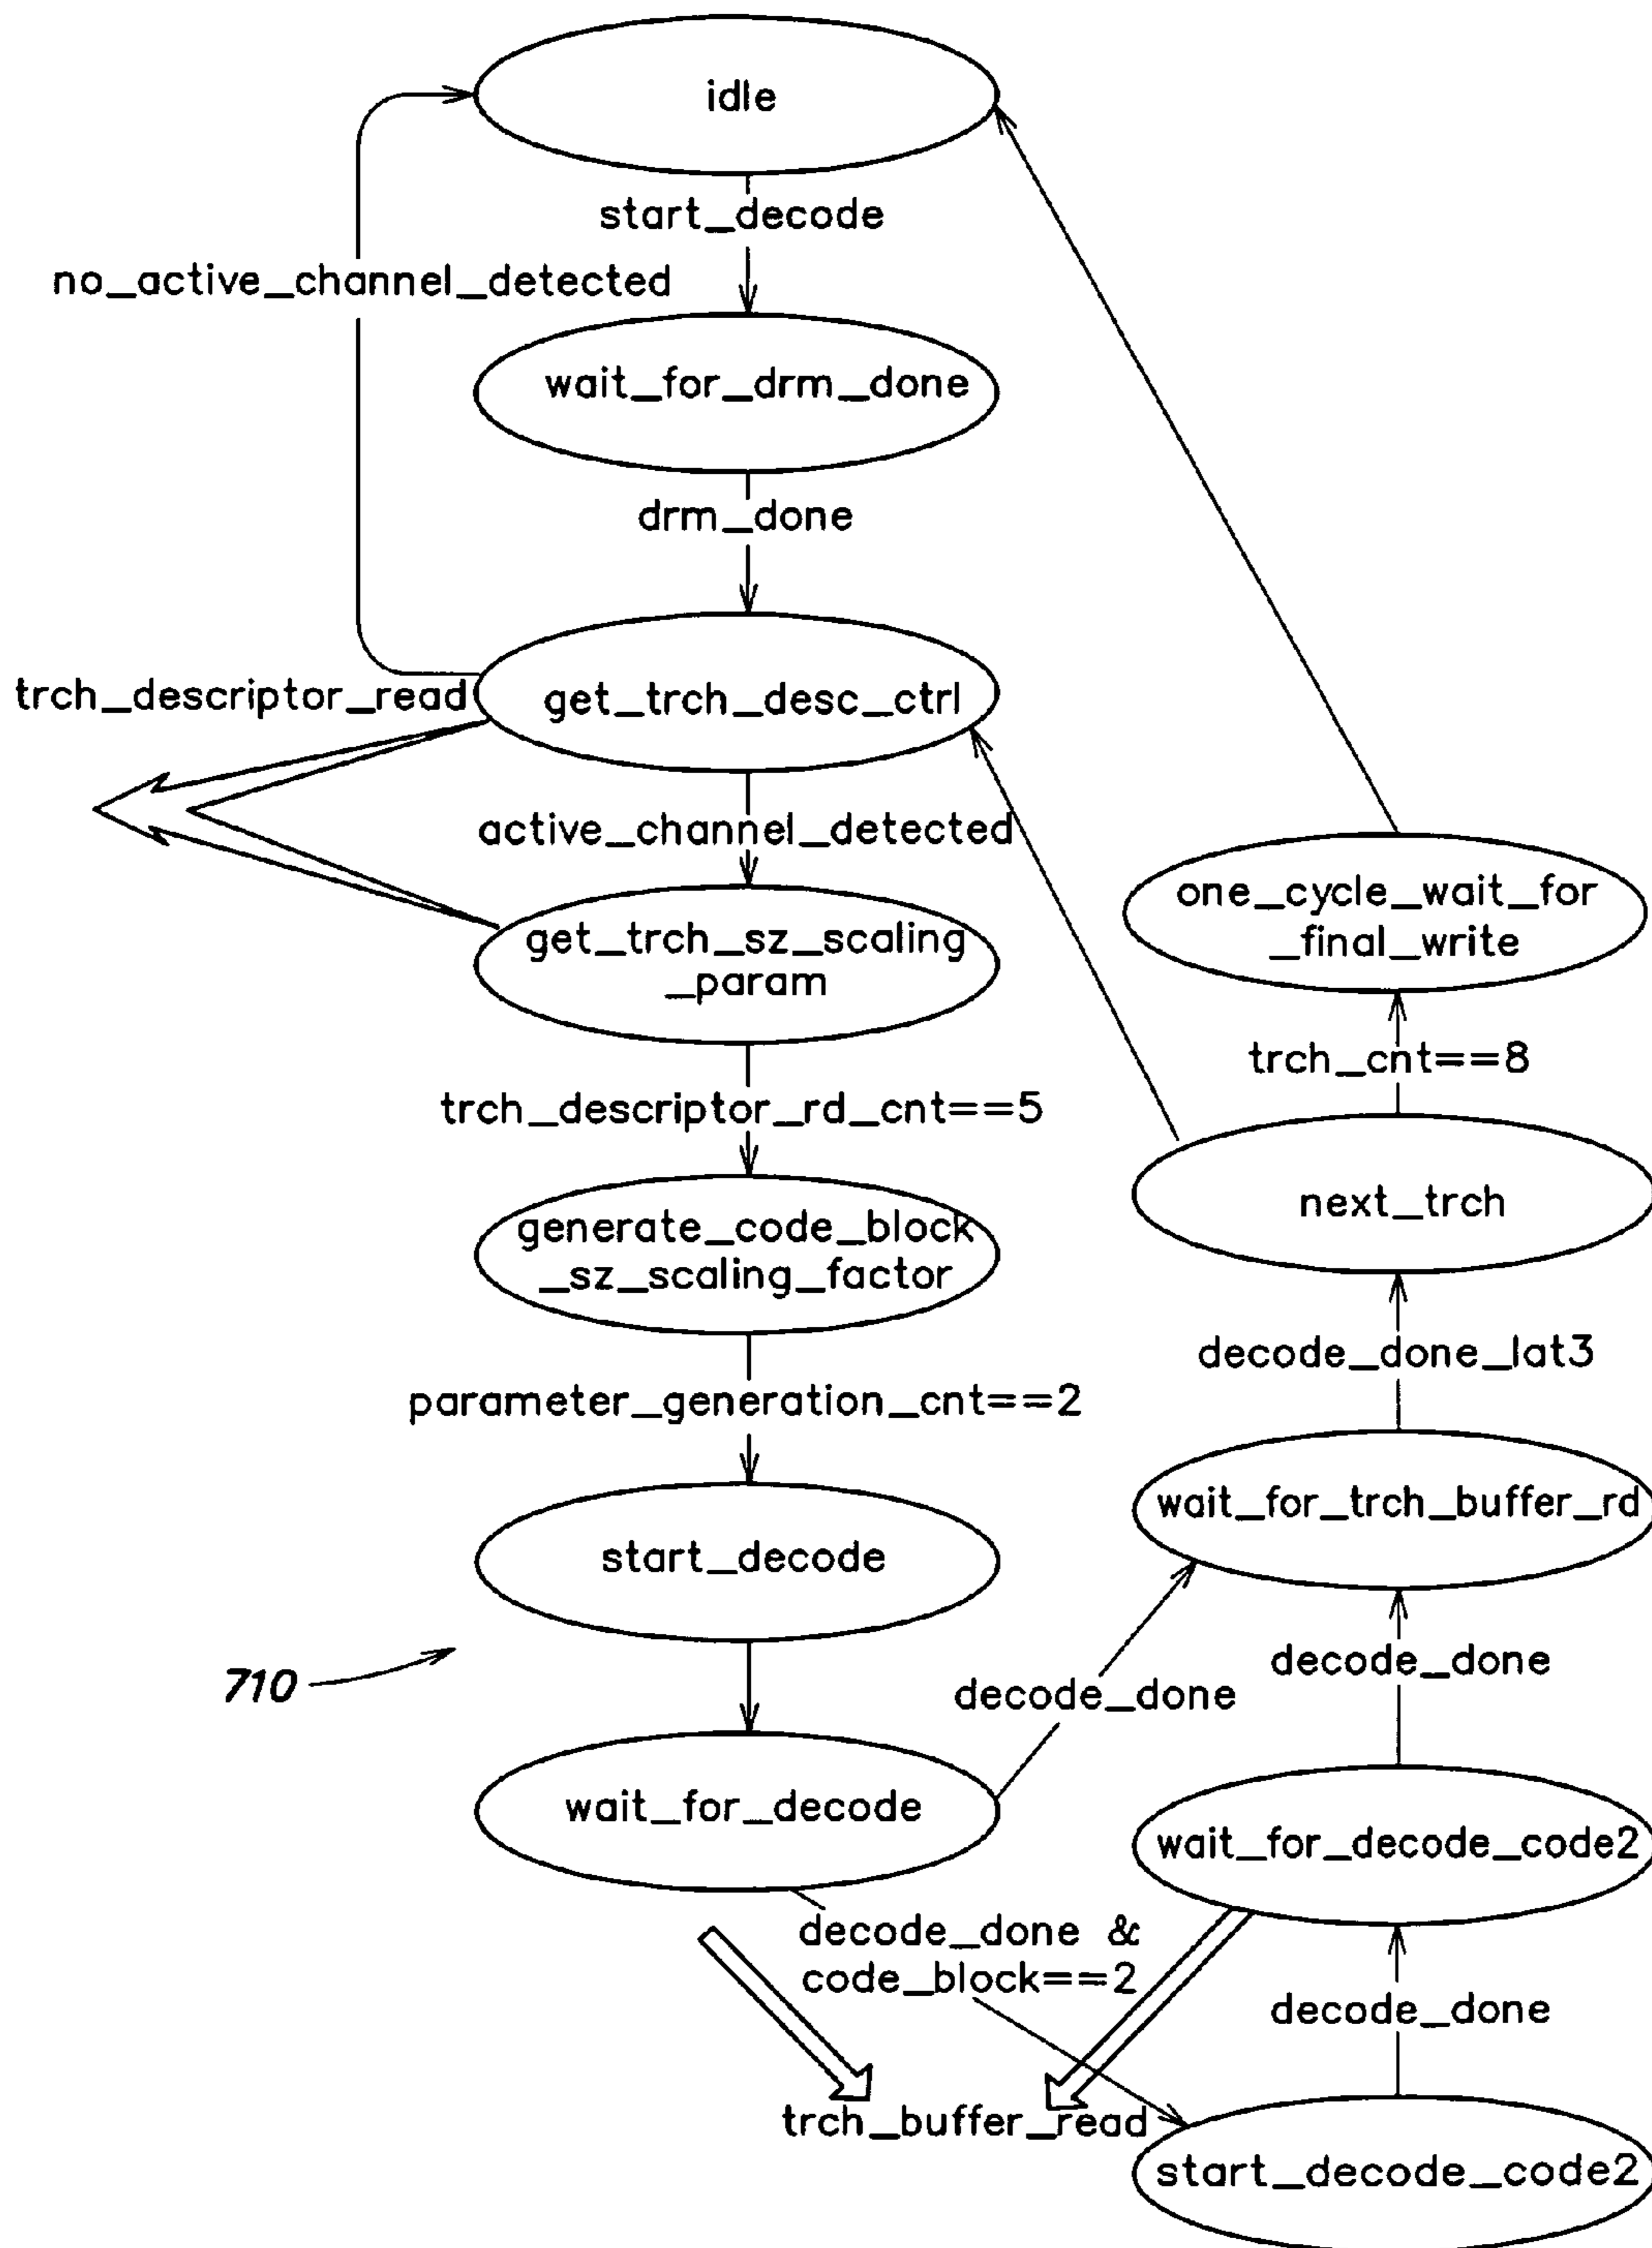 idle
start_decode
no_active_channel_detected
wait_for_drm_done
drm_done
trch_descriptor_read
get_trch_desc_ctrl
active_channel_detected
get_trch_sz_scaling
_param
trch_descriptor_rd_cnt==5
generate_code_block
_sz_scaling_factor
parameter_generation_cnt==2
start_decode
710
wait_for_decode
decode_done
decode_done &
code_block==2
trch_buffer_read
one_cycle_wait_for
_final_write
trch_cnt==8
next_trch
decode_done_lat3
wait_for_trch_buffer_rd
decode_done
wait_for_decode_code2
decode_done
start_decode_code2